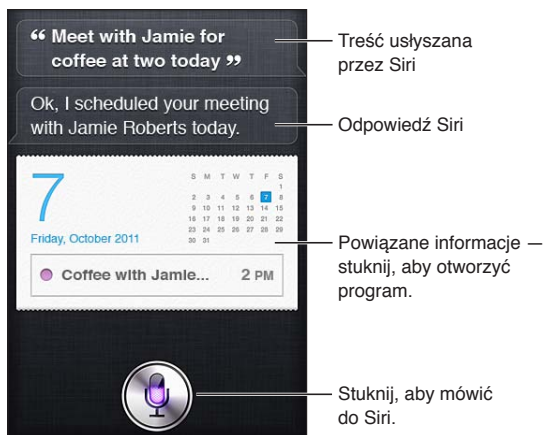 “ Meet with Jamie for
coffee at two today ”
Treść usłyszana
przez Siri
Ok, I scheduled your meeting
with Jamie Roberts today.
Odpowiedź Siri
7
Friday, October 2011
S M T W T F S
1
2 3 4 5 6 7 8
9 10 11 12 13 14 15
16 17 18 19 20 21 22
23 24 25 26 27 28 29
30 31
Coffee with Jamie... 2 PM
Powiązane informacje —
stuknij, aby otworzyć
program.
Stuknij, aby mówić
do Siri.